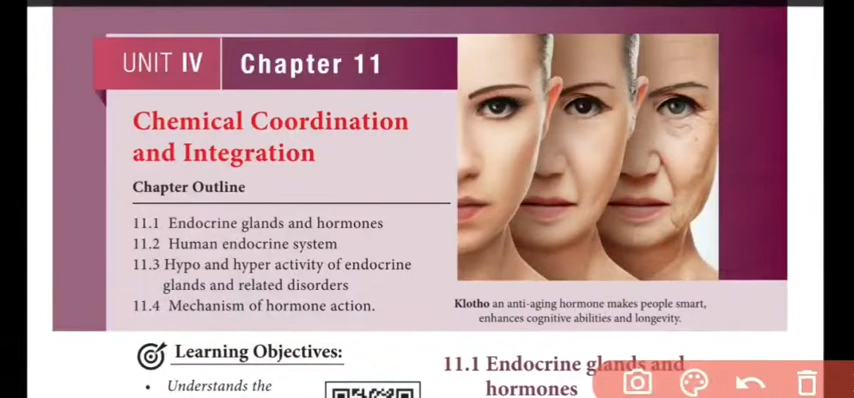 UNIT IV Chapter 11
Chemical Coordination
and Integration
Chapter Outline
11.1 Endocrine glands and hormones
11.2 Human endocrine system
11.3 Hypo and hyper activity of endocrine
glands and related disorders
11.4 Mechanism of hormone action.
Klotho an anti-aging hormone makes people smart,
enhances cognitive abilities and longevity.
Learning Objectives:
• Understands the
11.1 Endocrine glands and
hormones